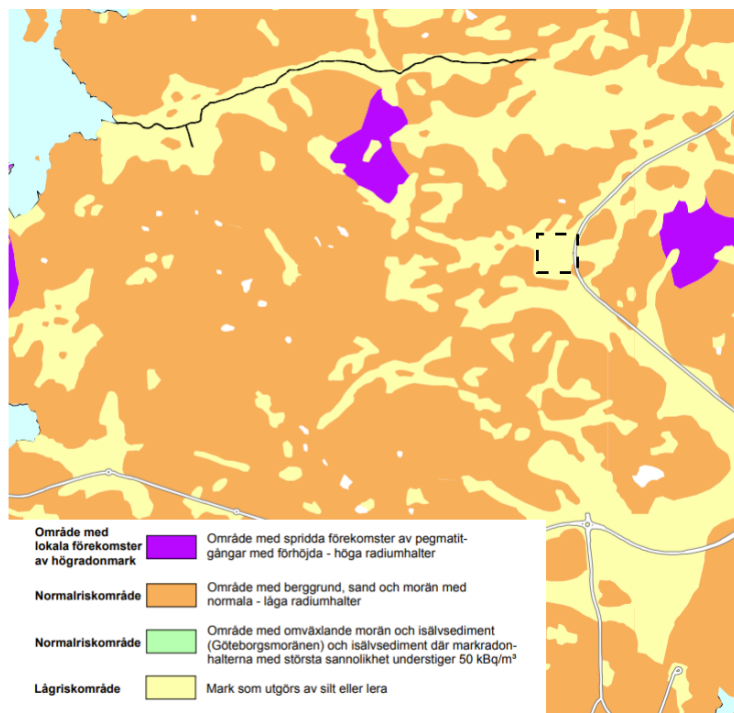 Område med
lokala förekomster
av högradonmark
Område med spridda förekomster av pegmatit-
gångar med förhöjda - höga radiumhalter
Normalriskområde
Område med berggrund, sand och morän med
normala - låga radiumhalter
Normalriskområde
Område med omväxlande morän och isälvsediment
(Göteborgsmoränen) och isälvsediment där markradon-
halterna med största sannolikhet understiger 50 kBq/m³
Lågriskområde
Mark som utgörs av silt eller lera